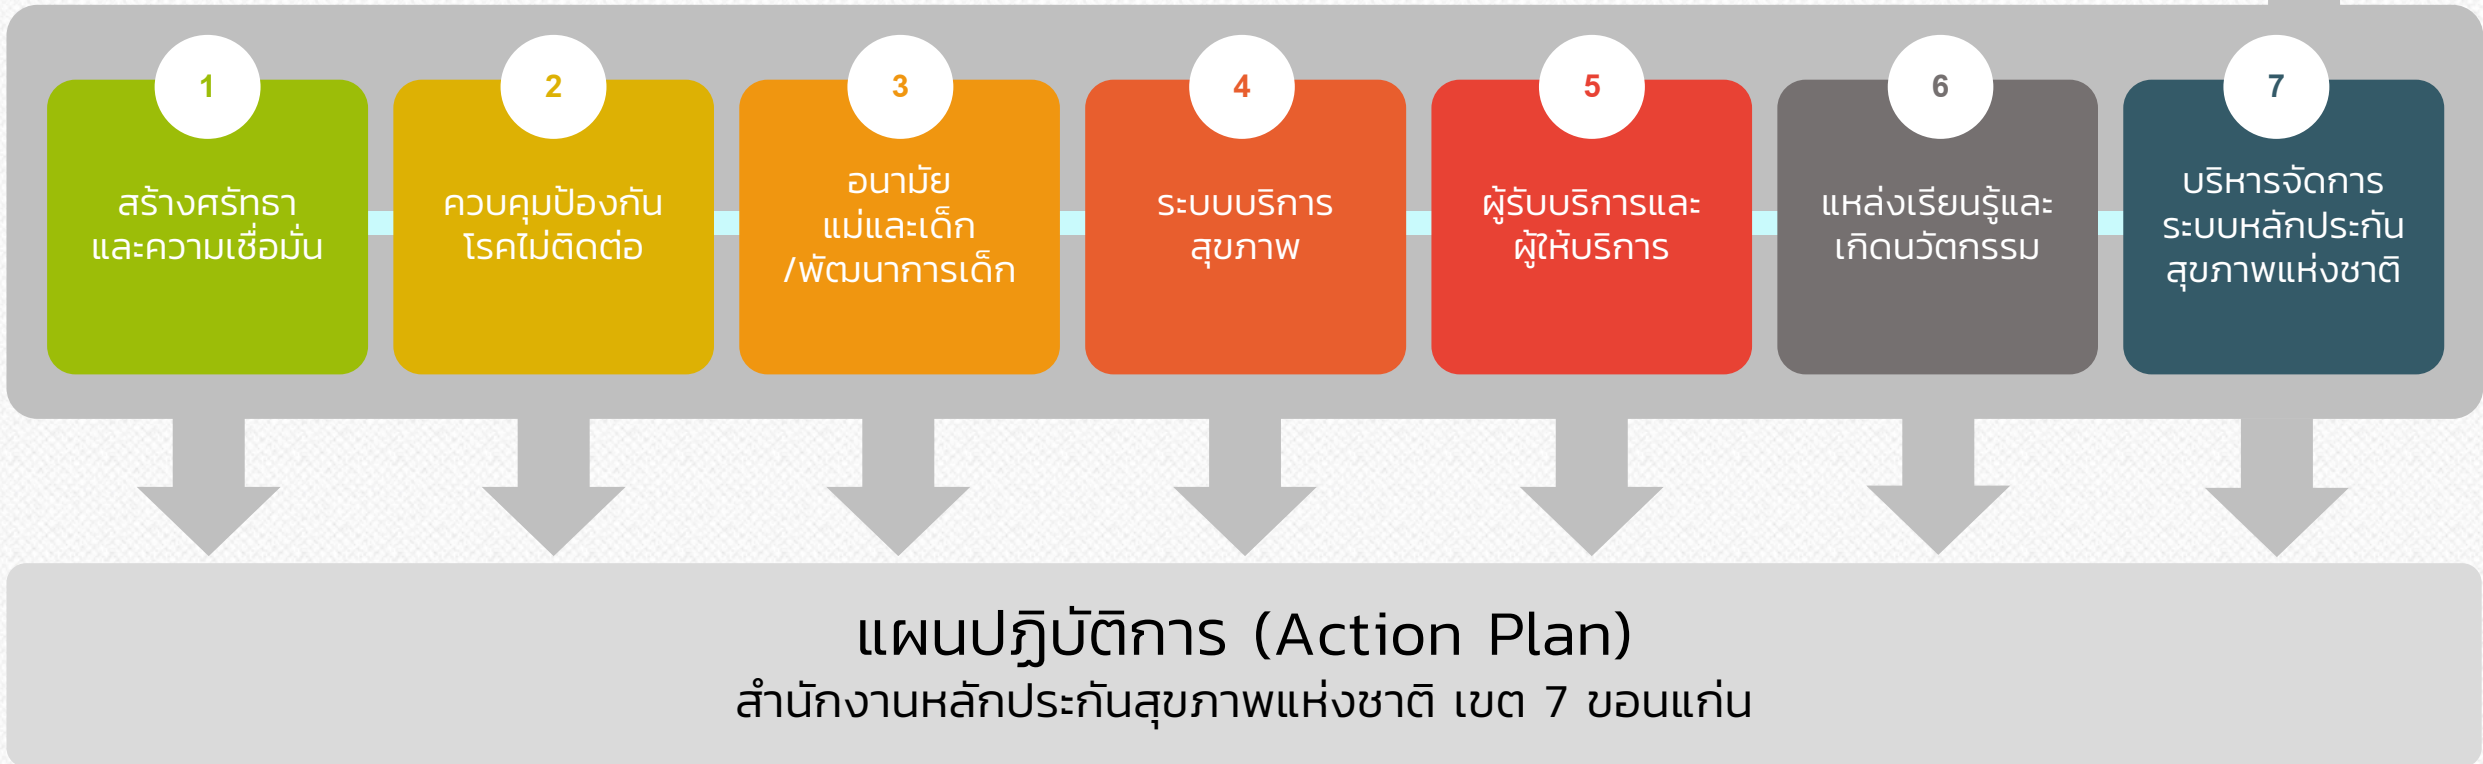 1
สร้างศรัทธา
และความเชื่อมั่น
2
ควบคุมป้องกัน
โรคไม่ติดต่อ
3
อนามัย
แม่และเด็ก
/พัฒนาการเด็ก
4
ระบบบริการ
สุขภาพ
5
ผู้รับบริการและ
ผู้ให้บริการ
6
แหล่งเรียนรู้และ
เกิดนวัตกรรม
7
บริหารจัดการ
ระบบหลักประกัน
สุขภาพแห่งชาติ
แผนปฏิบัติการ (Action Plan)
สำนักงานหลักประกันสุขภาพแห่งชาติ เขต 7 ขอนแก่น